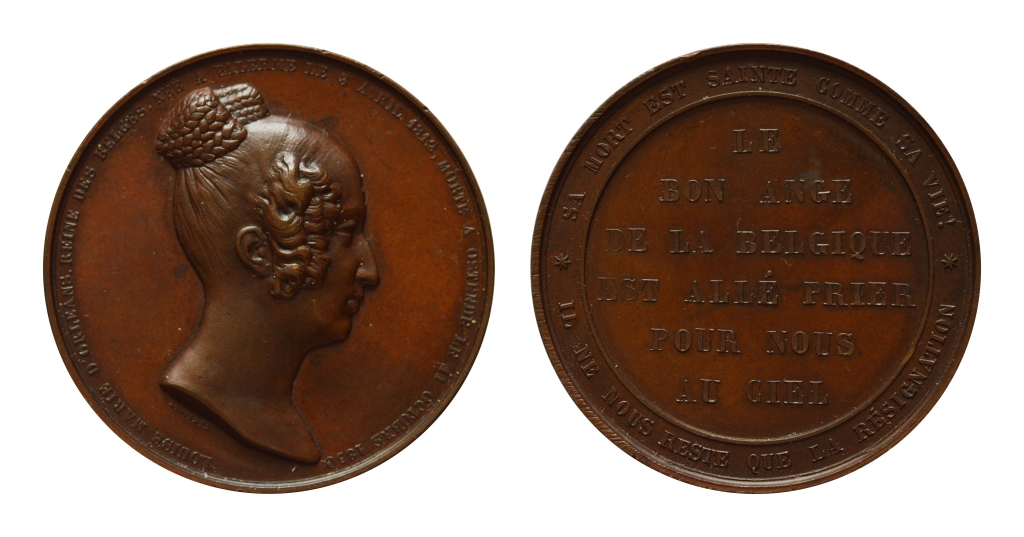 LOUISE MARIE D'ORLEANS, REINE DES BELGES, NÉE A PALERME LE 3 AVRIL 1812, MORTE A OSTENDE LE 11 OCTOBRE 1850
SA MORT EST SAINTE COMME SA VIE!
LE
BON ANGE
DE LA BELGIQUE
EST ALLÉ PRIER
POUR NOUS
AU CIEL
* IL NE NOUS RESTE QUE LA RÉSIGNATION *